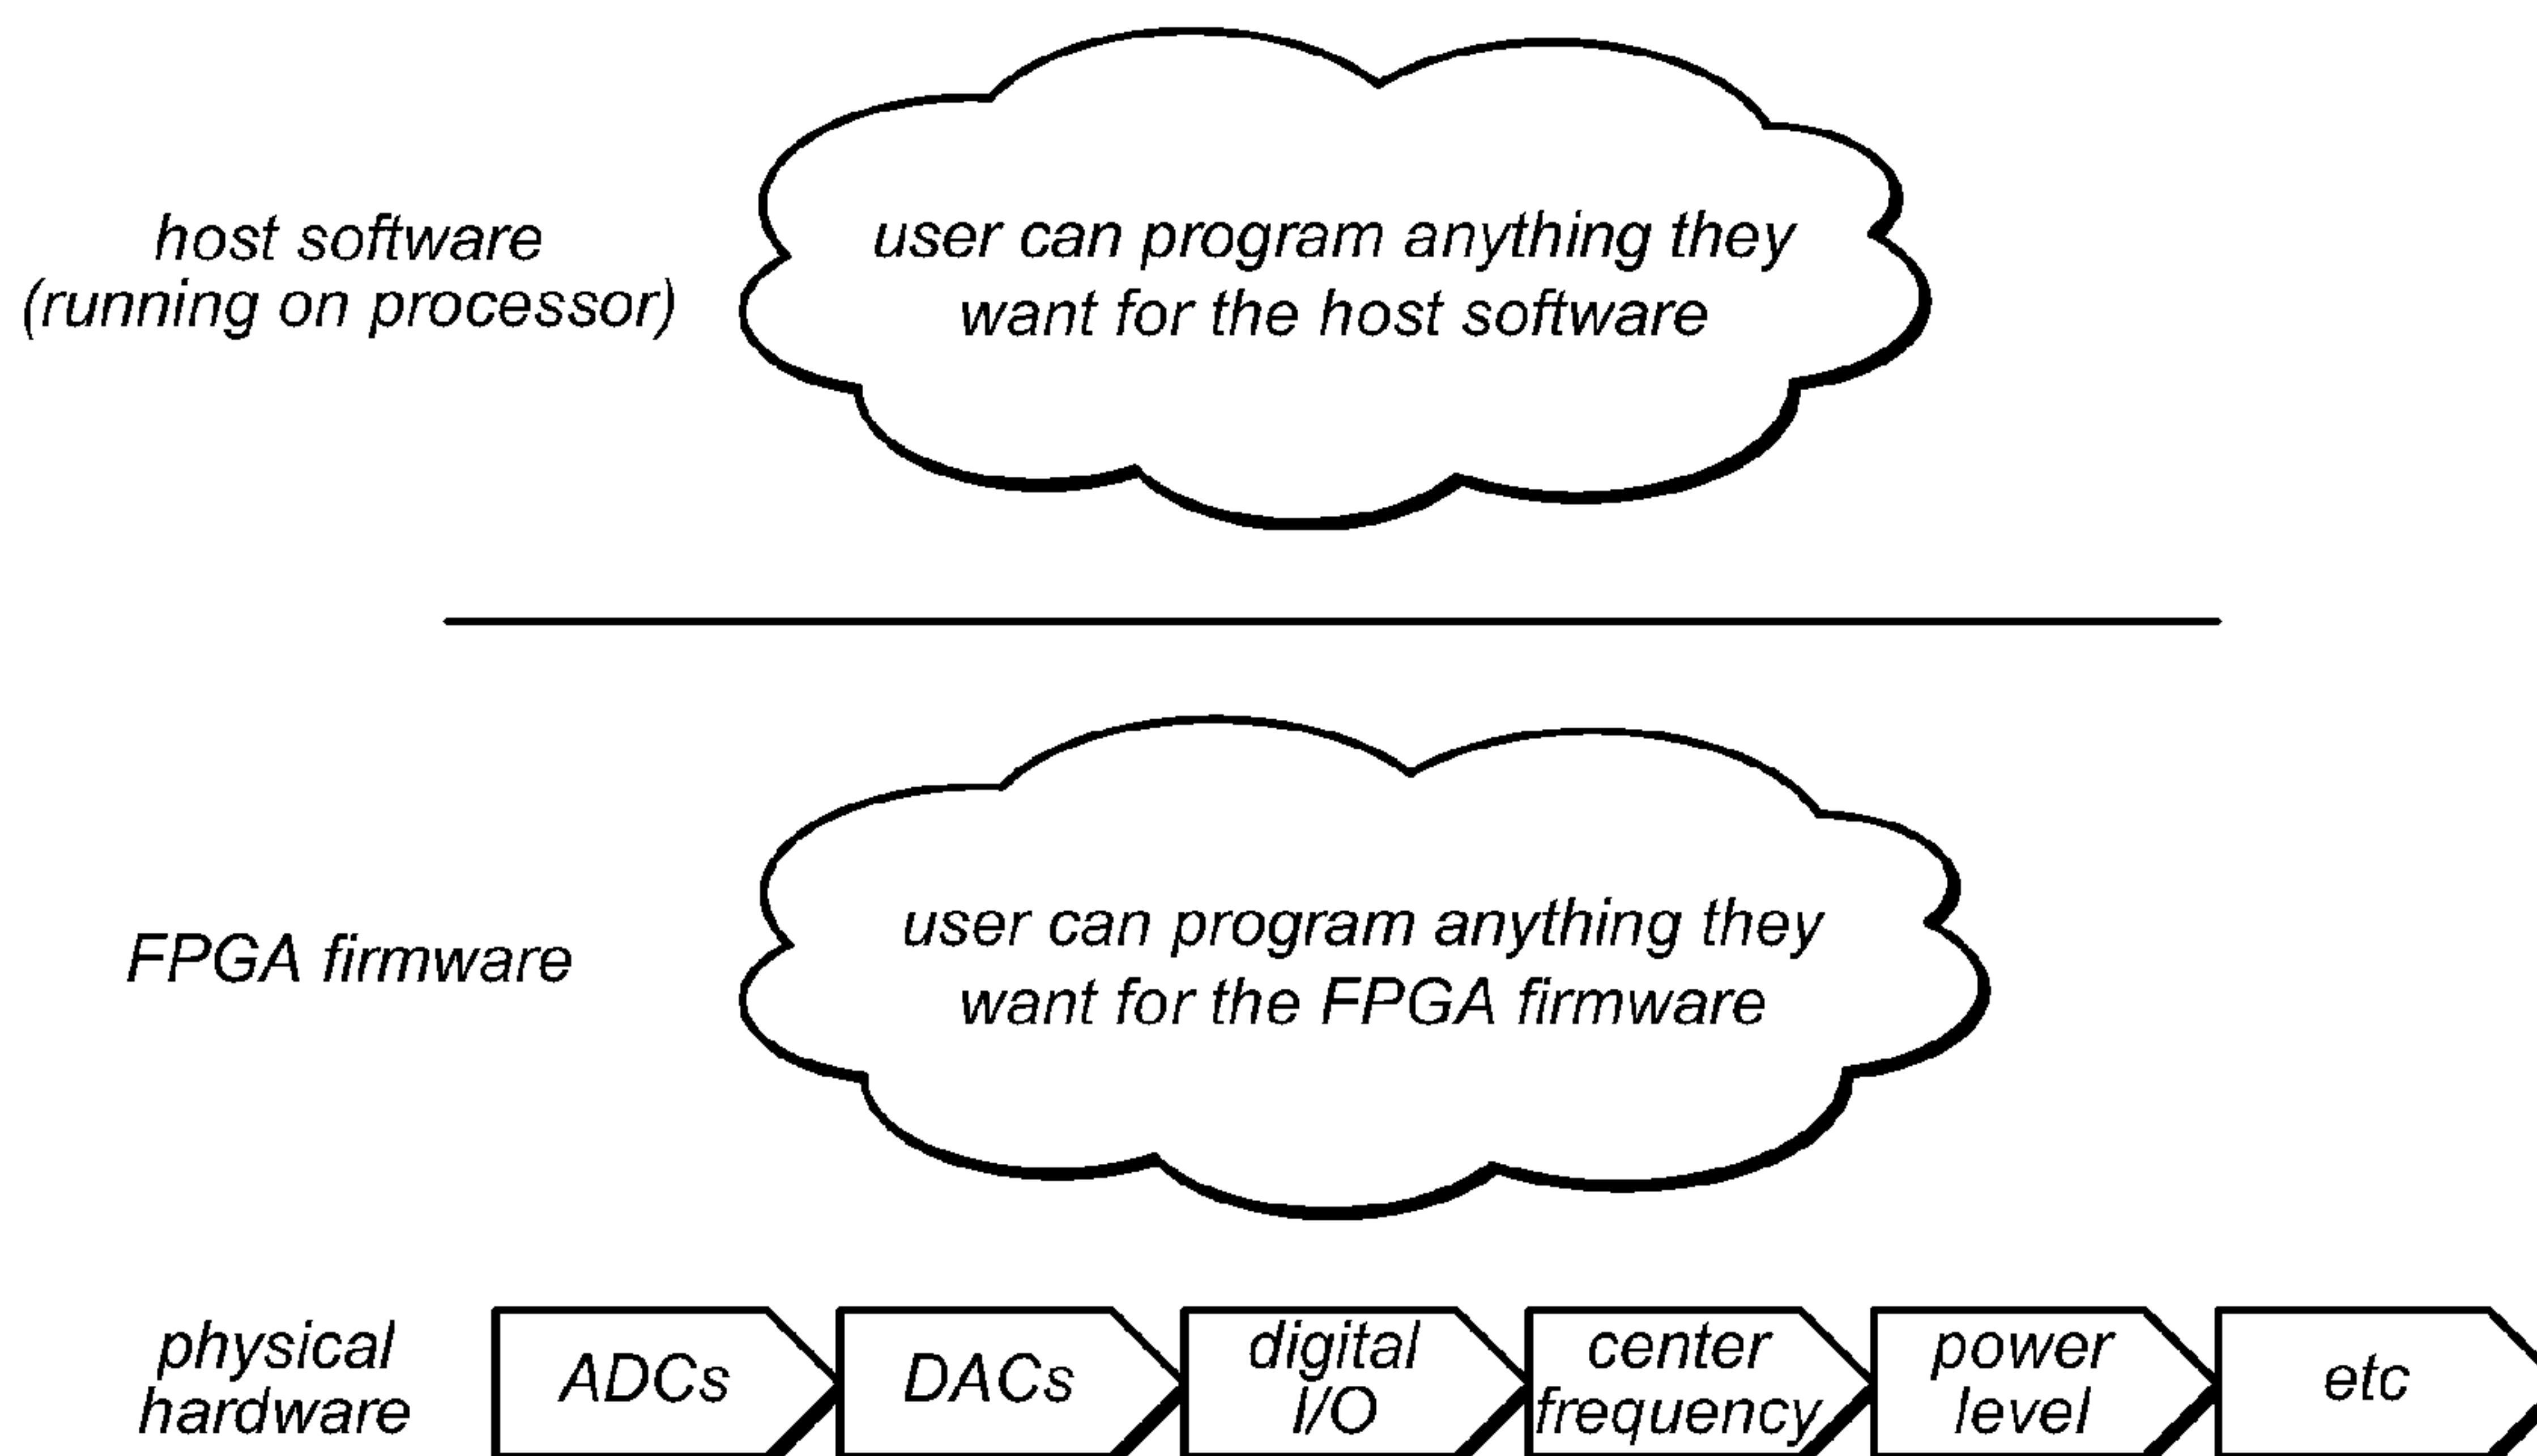 host software
(running on processor)
user can program anything they
want for the host software
FPGA firmware
user can program anything they
want for the FPGA firmware
physical
hardware
ADCs
DACs
digital
I/O
center
frequency
power
level
etc